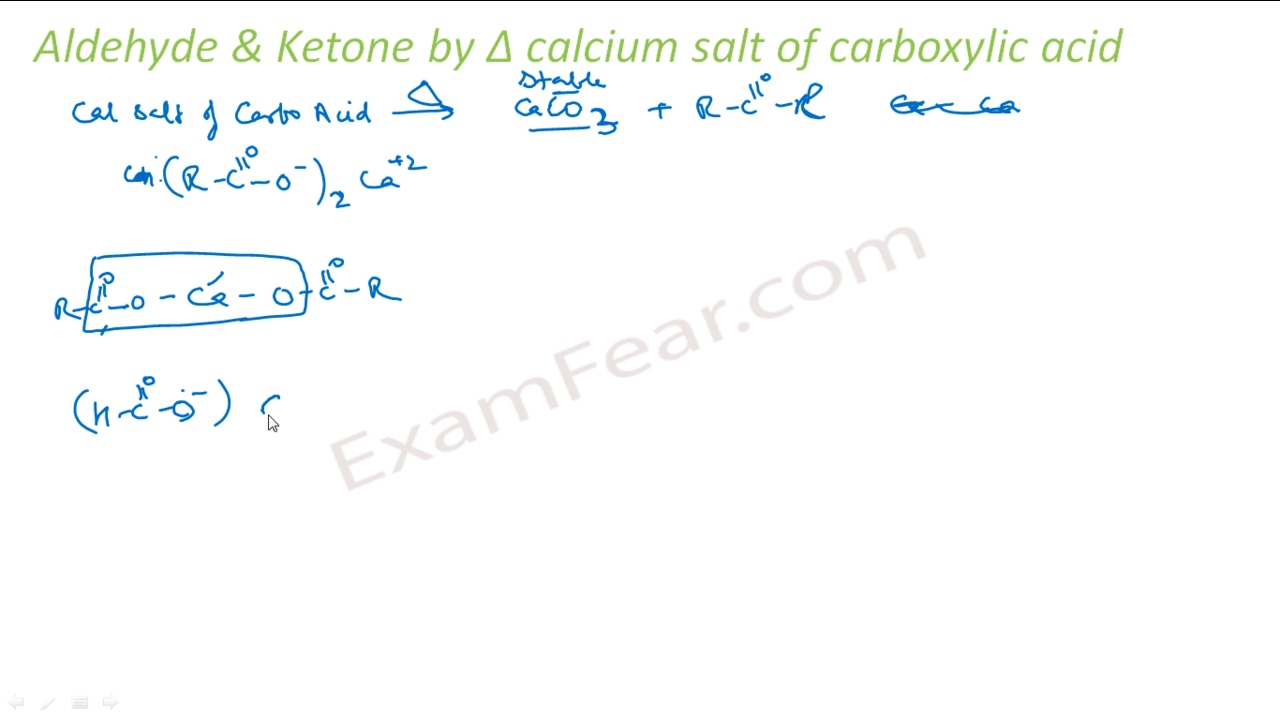 Aldehyde & Ketone by Δ calcium salt of carboxylic acid
Stable
Cal Salt of Carbo Acid Δ→ CaCO3 + R-C(=O)-R
(R-C(=O)-O⁻)2 Ca+2
R-C(=O)-O-Ca-O-C(=O)-R
(H-C(=O)-O⁻)
ExamFear.com